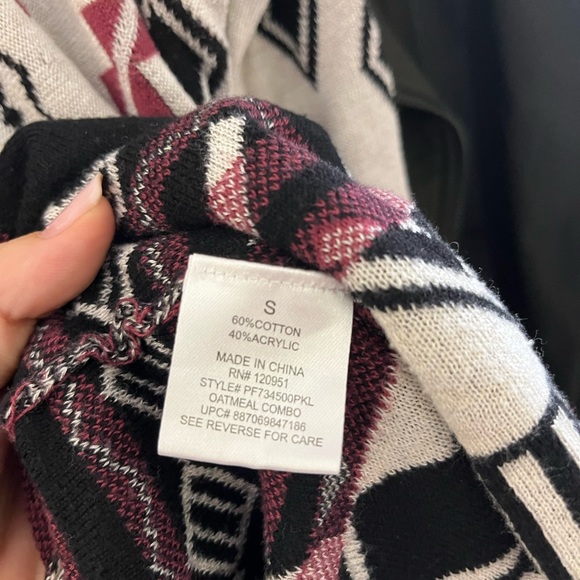 S
60%COTTON
40%ACRYLIC
MADE IN CHINA
RN# 120951
STYLE# PF734500PKL
OATMEAL COMBO
UPC# 887069847186
SEE REVERSE FOR CARE